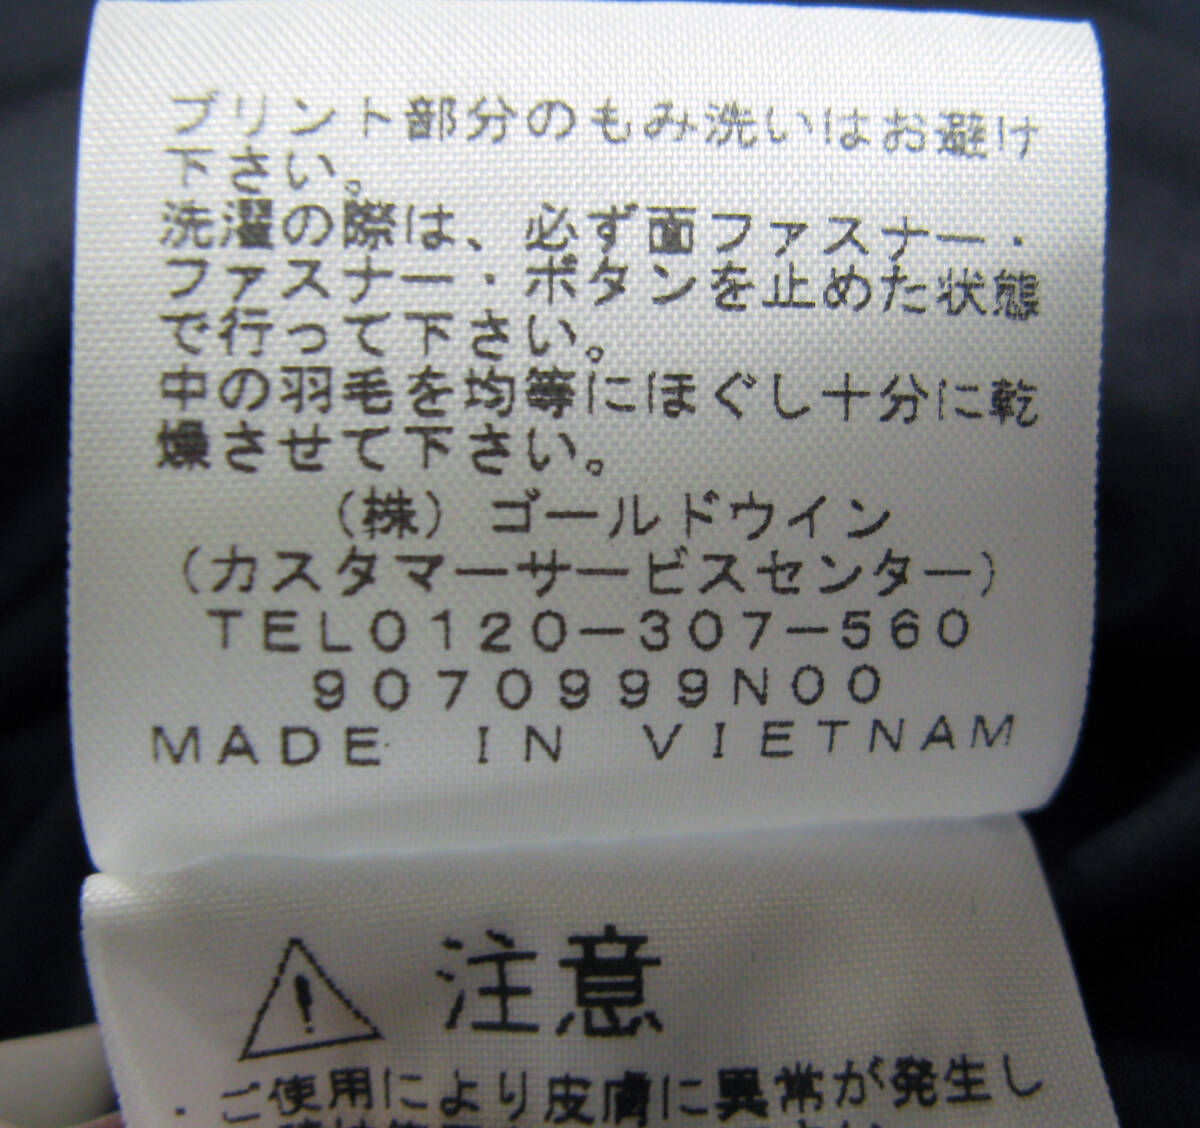 プリント部分のもみ洗いはお避け
下さい。
洗濯の際は、必ず面ファスナー・
ファスナー・ボタンを止めた状態
で行って下さい。
中の羽毛を均等にほぐし十分に乾
燥させて下さい。
(株)ゴールドウイン
(カスタマーサービスセンター)
TEL0120-307-560
9070999N00
MADE IN VIETNAM
注意
・ご使用により皮膚に異常が発生し